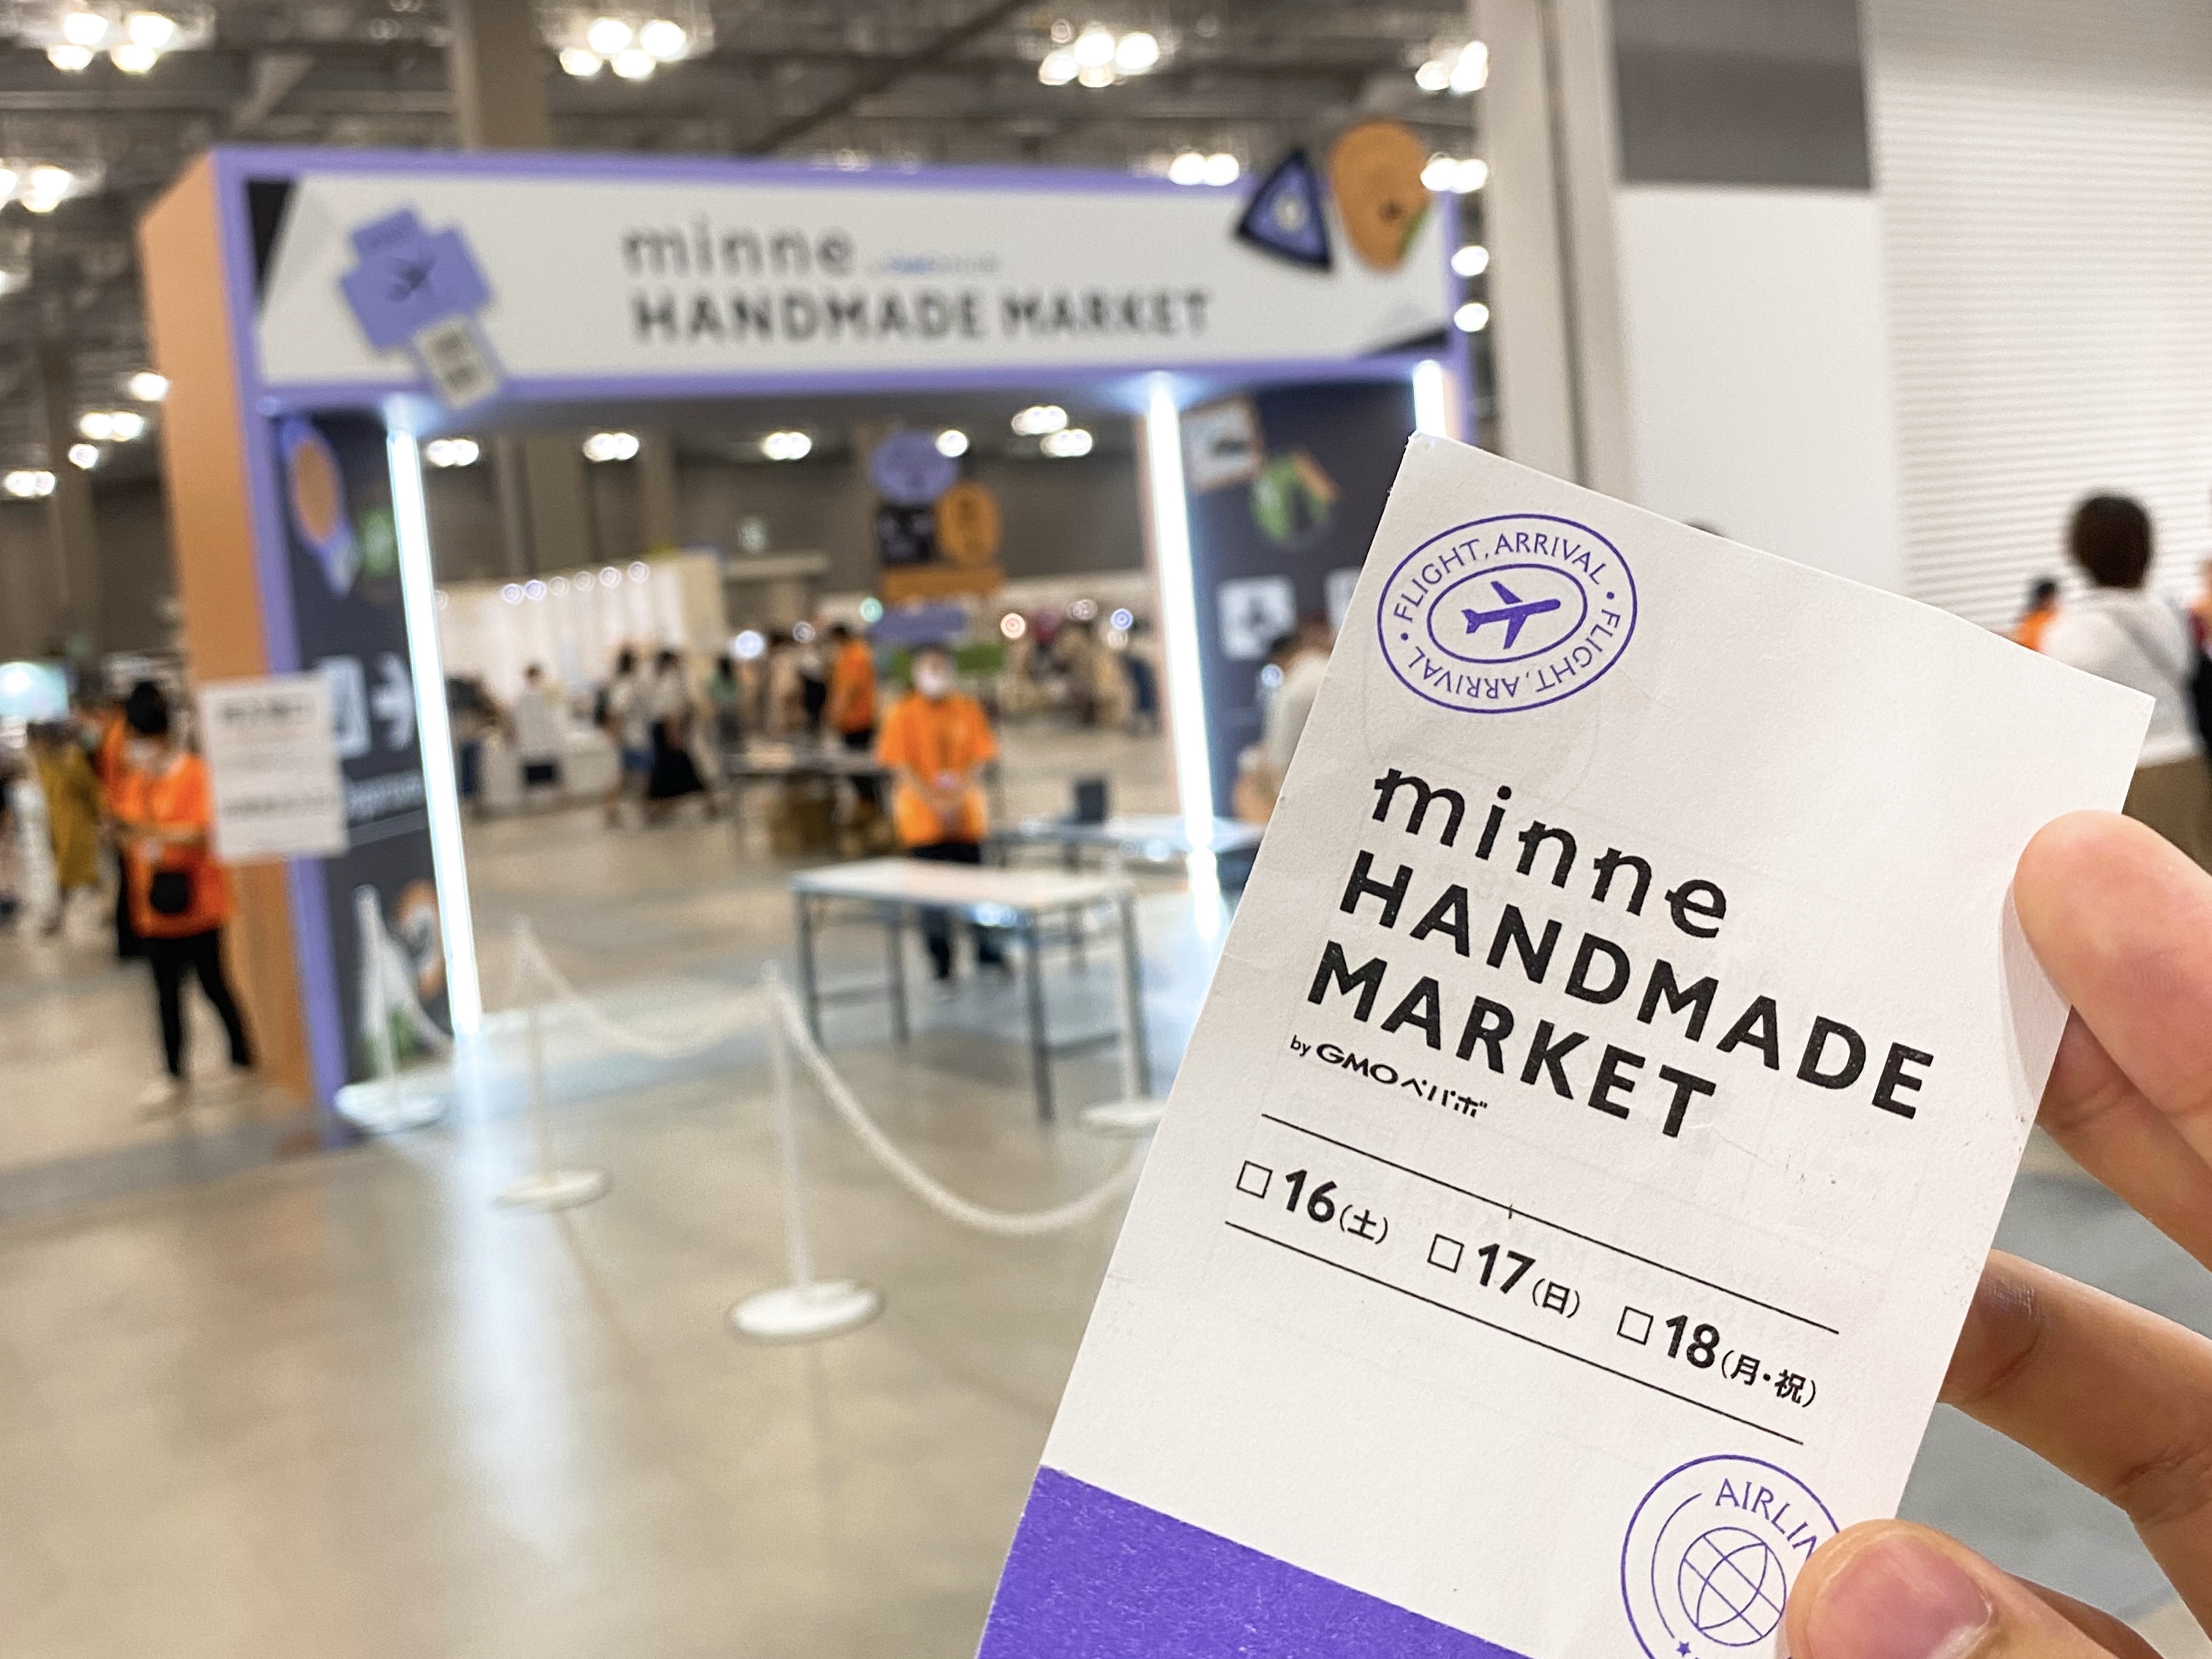 minne
HANDMADE MARKET
FLIGHT, ARRIVAL • FLIGHT, ARRIVAL •
minne
HANDMADE
MARKET
by GMOペパボ
□ 16(土) □ 17(日) □ 18(月・祝)